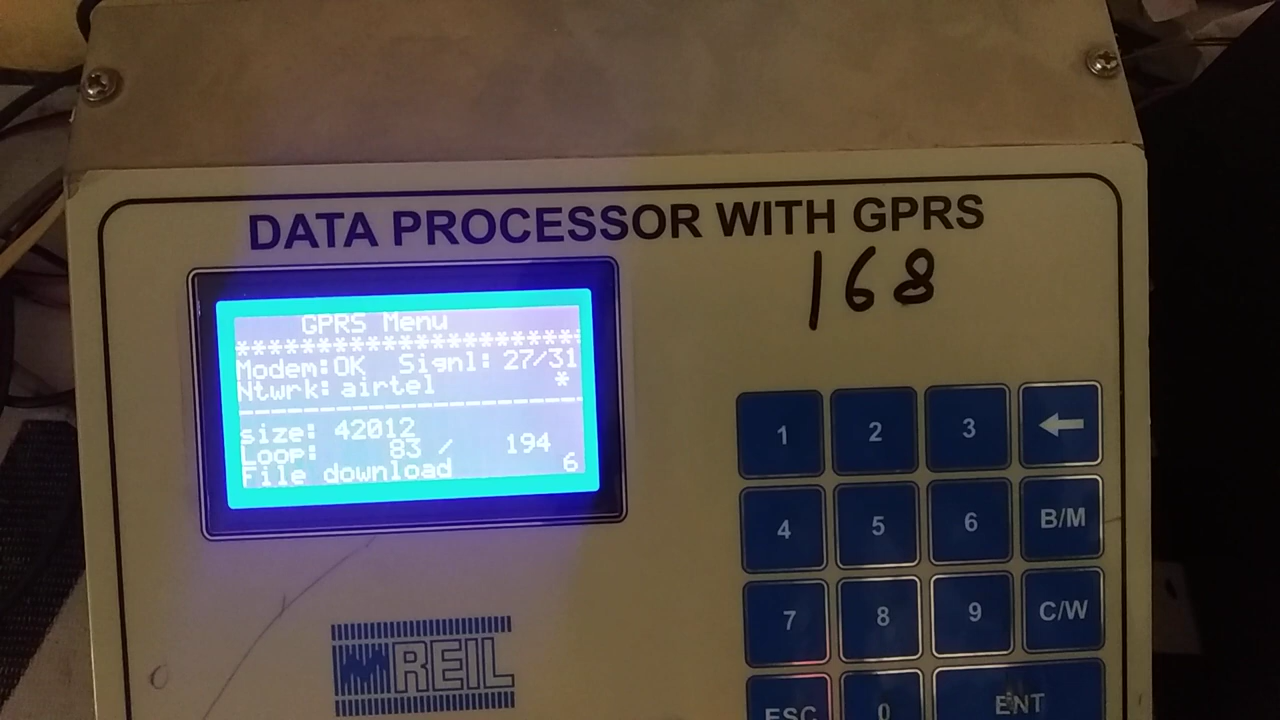 DATA PROCESSOR WITH GPRS
168
GPRS Menu
*********************
Modem:OK Signl: 27/31
Ntwrk: airtel *
---------------------
size: 42012
Loop: 83 / 194
File download 6
1 2 3 ←
4 5 6 B/M
7 8 9 C/W
ESC 0 ENT
REIL